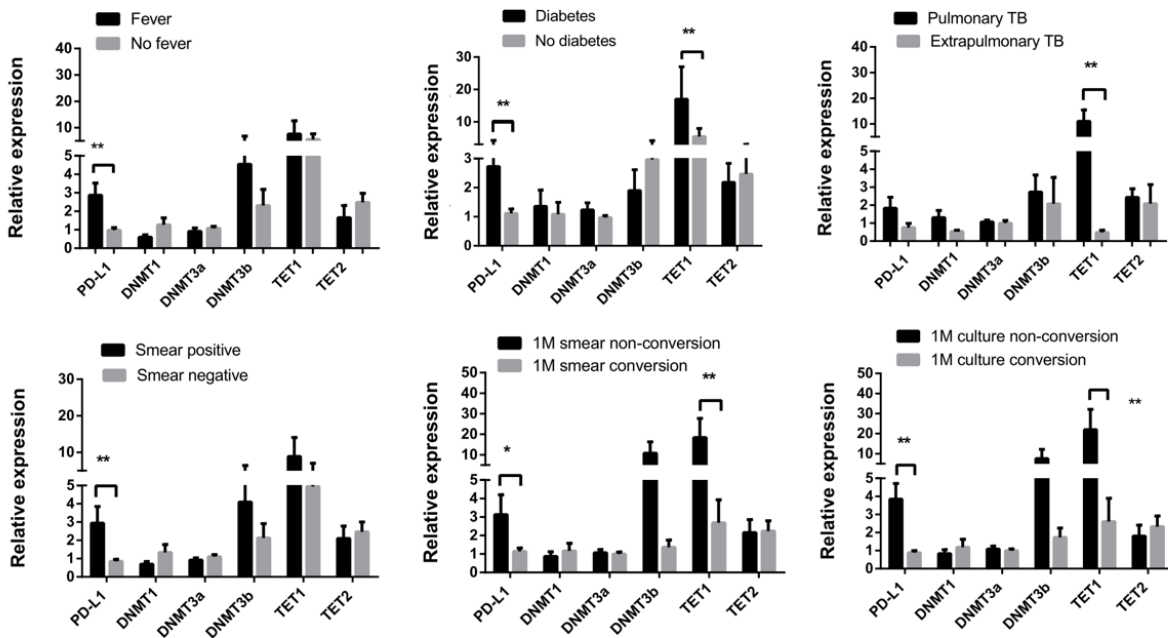 Fever
No fever
Relative expression
40
30
20
10
5
4
3
2
1
0
**
PD-L1
DNMT1
DNMT3a
DNMT3b
TET1
TET2
Diabetes
No diabetes
Relative expression
30
20
10
3
2
1
0
**
**
PD-L1
DNMT1
DNMT3a
DNMT3b
TET1
TET2
Pulmonary TB
Extrapulmonary TB
Relative expression
40
30
20
10
5
4
3
2
1
0
**
PD-L1
DNMT1
DNMT3a
DNMT3b
TET1
TET2
Smear positive
Smear negative
Relative expression
30
20
10
5
4
3
2
1
0
**
PD-L1
DNMT1
DNMT3a
DNMT3b
TET1
TET2
1M smear non-conversion
1M smear conversion
Relative expression
50
40
30
20
10
5
4
3
2
1
0
*
**
PD-L1
DNMT1
DNMT3a
DNMT3b
TET1
TET2
1M culture non-conversion
1M culture conversion
Relative expression
50
40
30
20
10
5
4
3
2
1
0
**
**
PD-L1
DNMT1
DNMT3a
DNMT3b
TET1
TET2